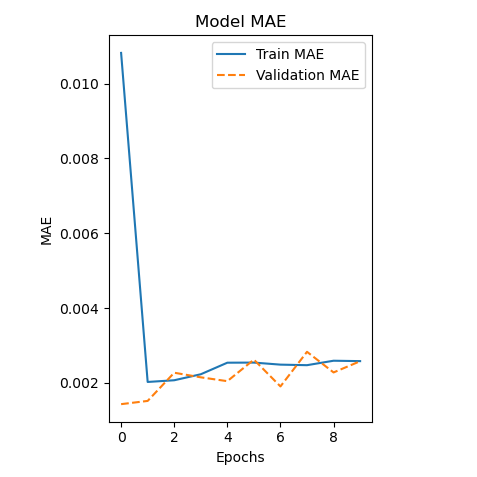 Model MAE
Train MAE
Validation MAE
MAE
0.010
0.008
0.006
0.004
0.002
0 2 4 6 8
Epochs